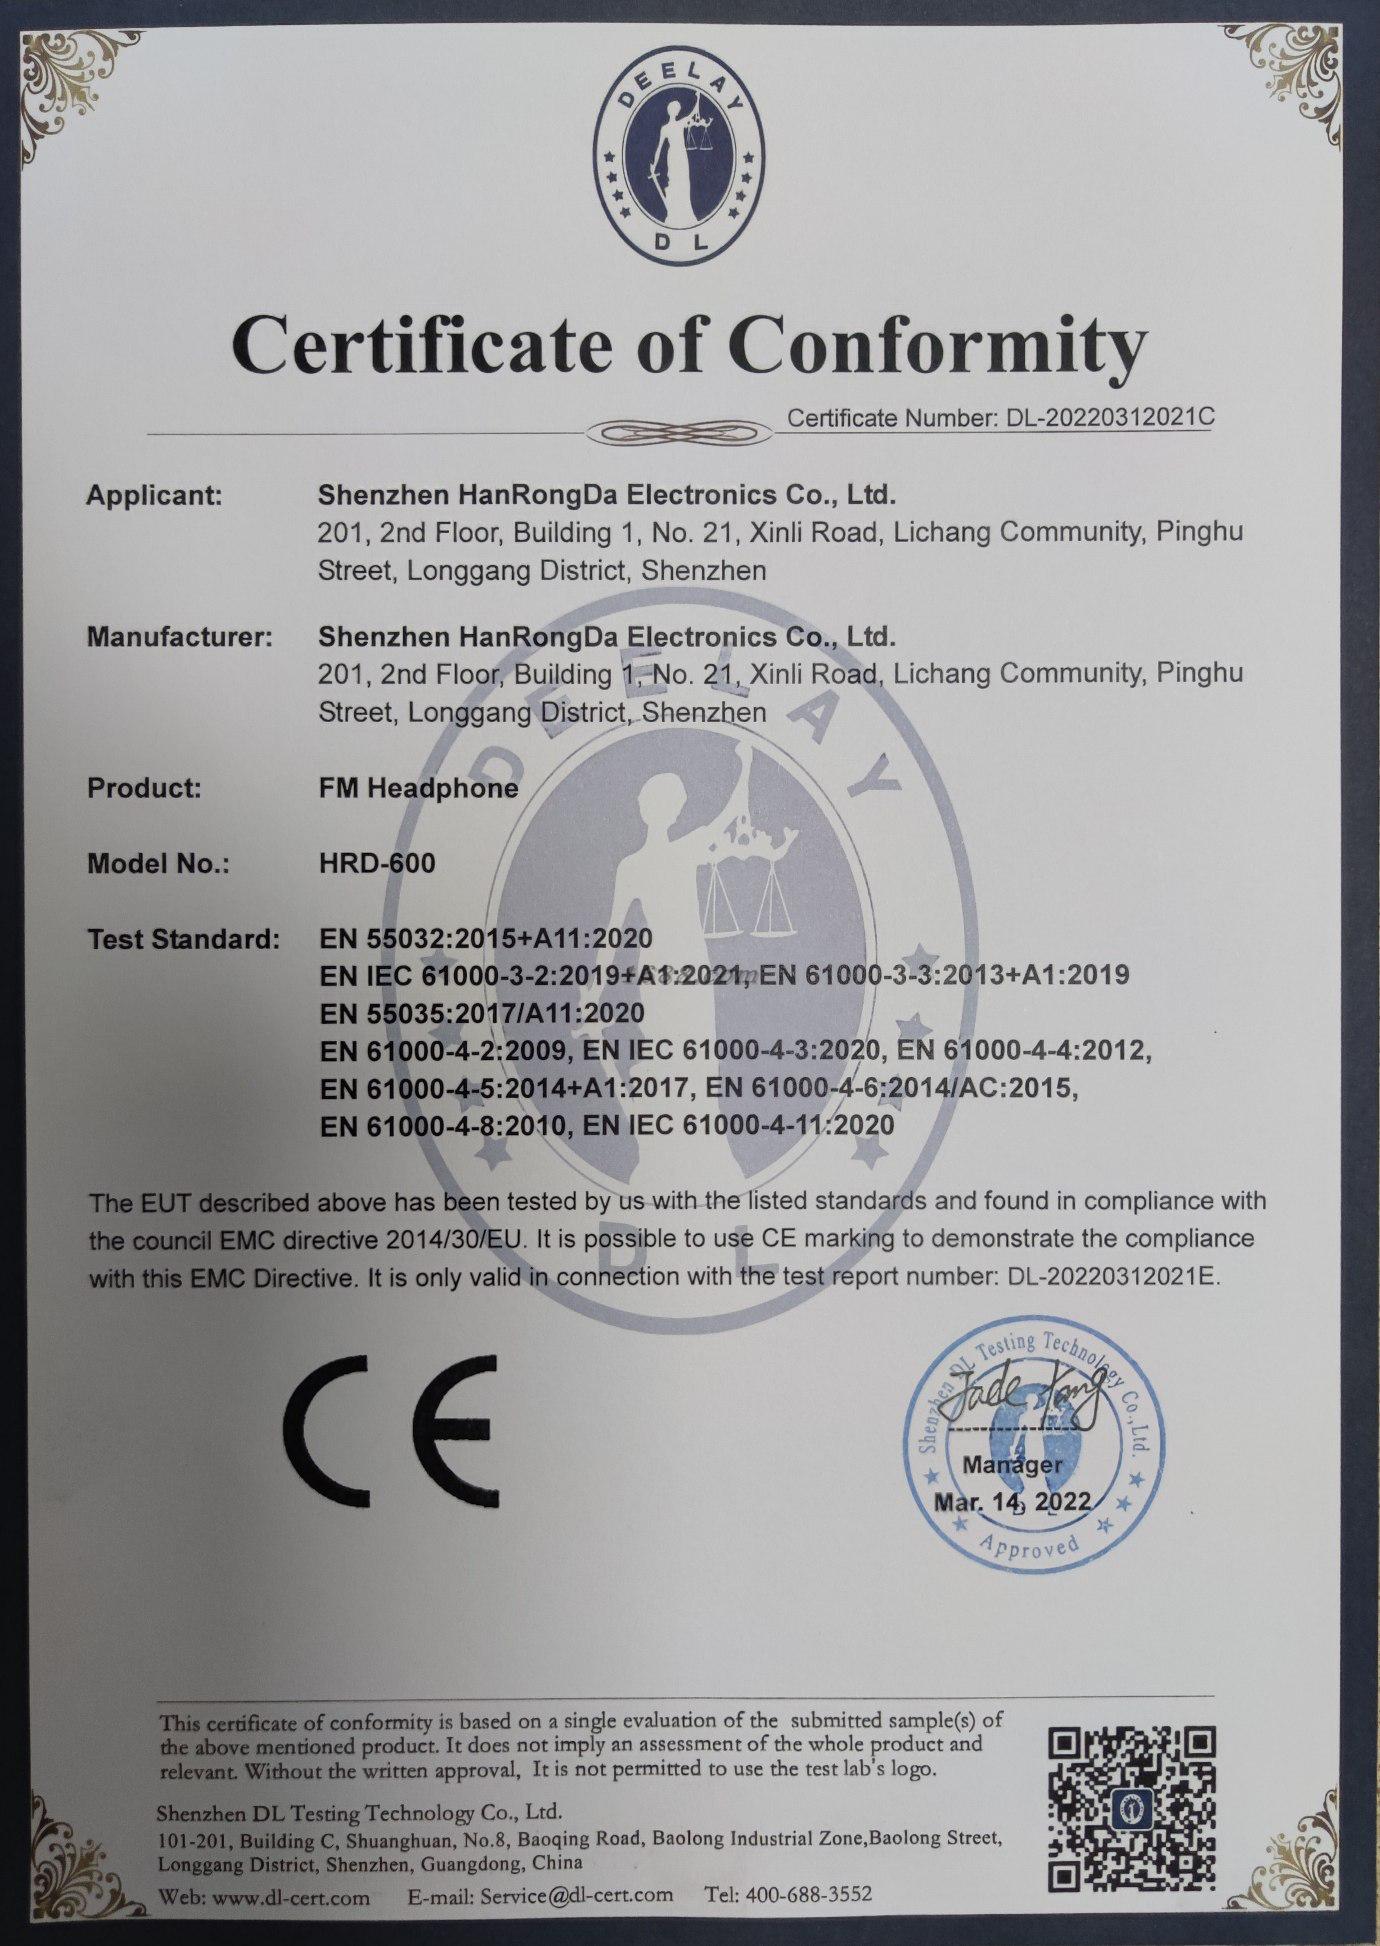 DEELAY
DL
Certificate of Conformity
Certificate Number: DL-20220312021C
Applicant: Shenzhen HanRongDa Electronics Co., Ltd.
201, 2nd Floor, Building 1, No. 21, Xinli Road, Lichang Community, Pinghu
Street, Longgang District, Shenzhen
Manufacturer: Shenzhen HanRongDa Electronics Co., Ltd.
201, 2nd Floor, Building 1, No. 21, Xinli Road, Lichang Community, Pinghu
Street, Longgang District, Shenzhen
DEELAY
Product: FM Headphone
Model No.: HRD-600
Test Standard: EN 55032:2015+A11:2020
EN IEC 61000-3-2:2019+A1:2021, EN 61000-3-3:2013+A1:2019
EN 55035:2017/A11:2020
EN 61000-4-2:2009, EN IEC 61000-4-3:2020, EN 61000-4-4:2012,
EN 61000-4-5:2014+A1:2017, EN 61000-4-6:2014/AC:2015,
EN 61000-4-8:2010, EN IEC 61000-4-11:2020
The EUT described above has been tested by us with the listed standards and found in compliance with
the council EMC directive 2014/30/EU. It is possible to use CE marking to demonstrate the compliance
with this EMC Directive. It is only valid in connection with the test report number: DL-20220312021E.
DL
CE
Shenzhen DL Testing Technology Co.,Ltd.
Manager
Mar. 14, 2022
Approved
This certificate of conformity is based on a single evaluation of the submitted sample(s) of
the above mentioned product. It does not imply an assessment of the whole product and
relevant. Without the written approval, It is not permitted to use the test lab's logo.
Shenzhen DL Testing Technology Co., Ltd.
101-201, Building C, Shuanghuan, No.8, Baoqing Road, Baolong Industrial Zone,Baolong Street,
Longgang District, Shenzhen, Guangdong, China
Web: www.dl-cert.com E-mail: Service@dl-cert.com Tel: 400-688-3552